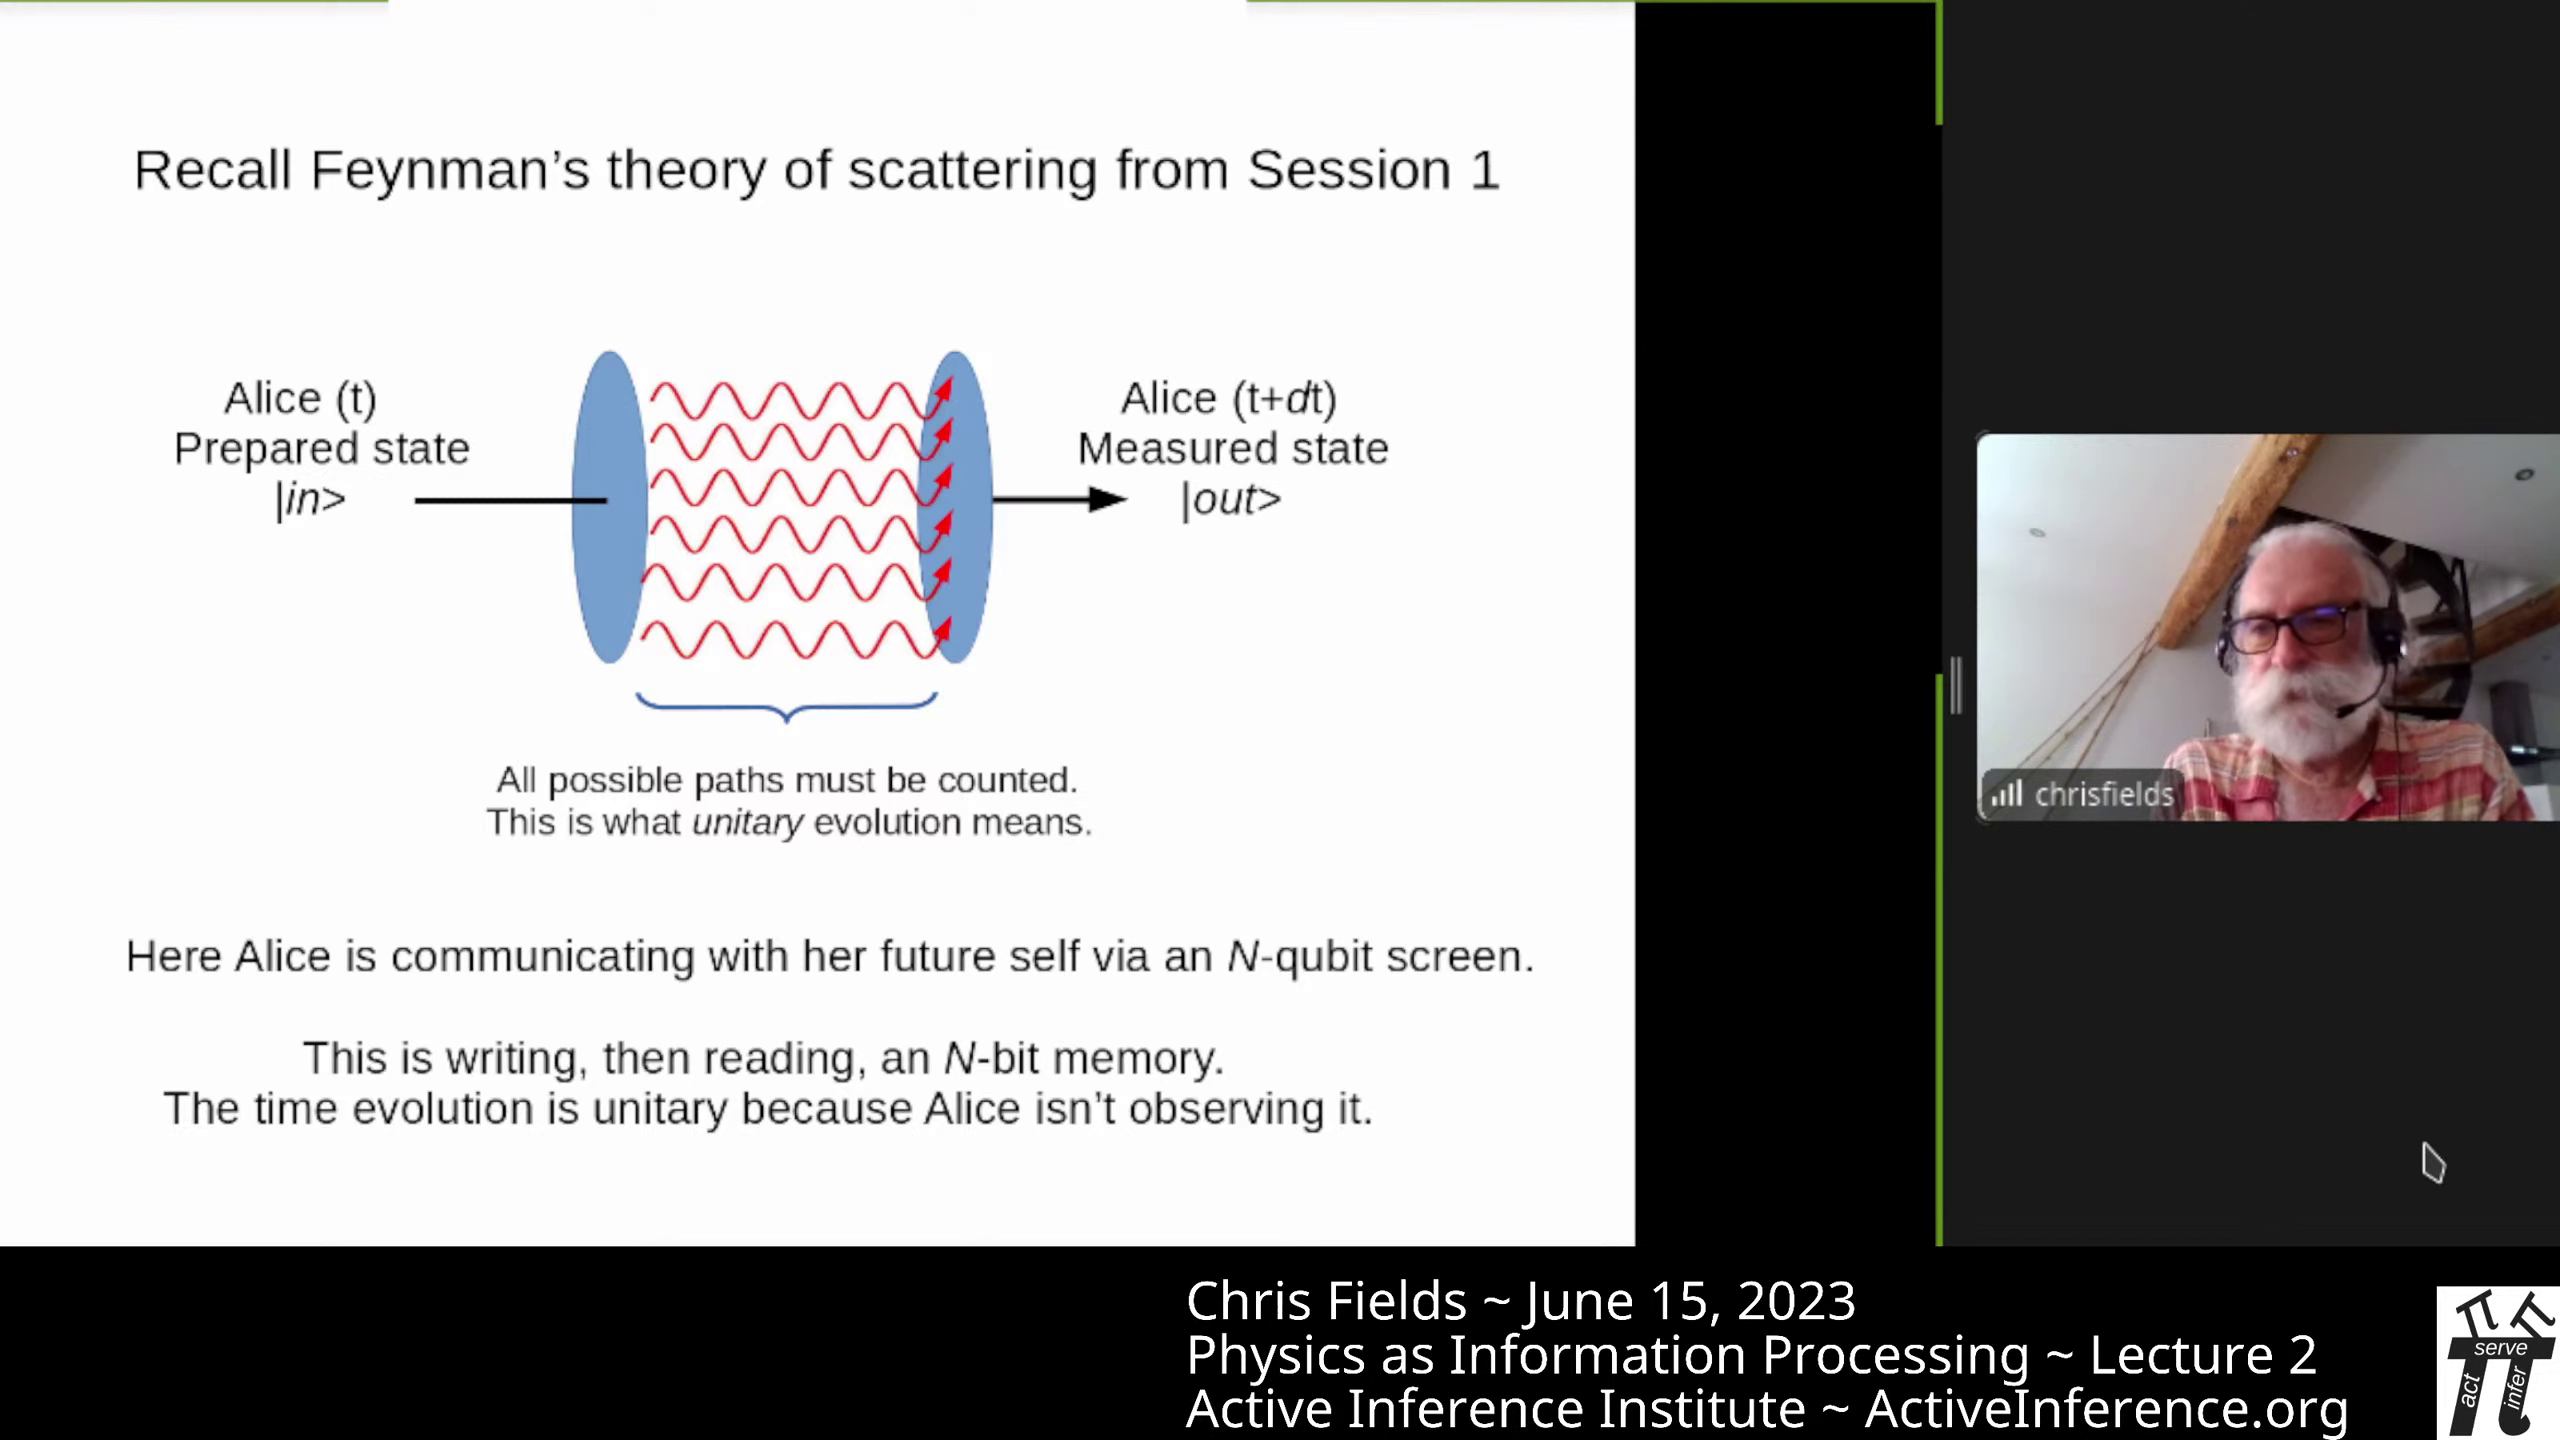 Recall Feynman’s theory of scattering from Session 1
Alice (t)
Prepared state
|in>
Alice (t+dt)
Measured state
|out>
All possible paths must be counted.
This is what unitary evolution means.
Here Alice is communicating with her future self via an N-qubit screen.
This is writing, then reading, an N-bit memory.
The time evolution is unitary because Alice isn’t observing it.
chrisfields
Chris Fields ~ June 15, 2023
Physics as Information Processing ~ Lecture 2
Active Inference Institute ~ ActiveInference.org
serve
act
infer